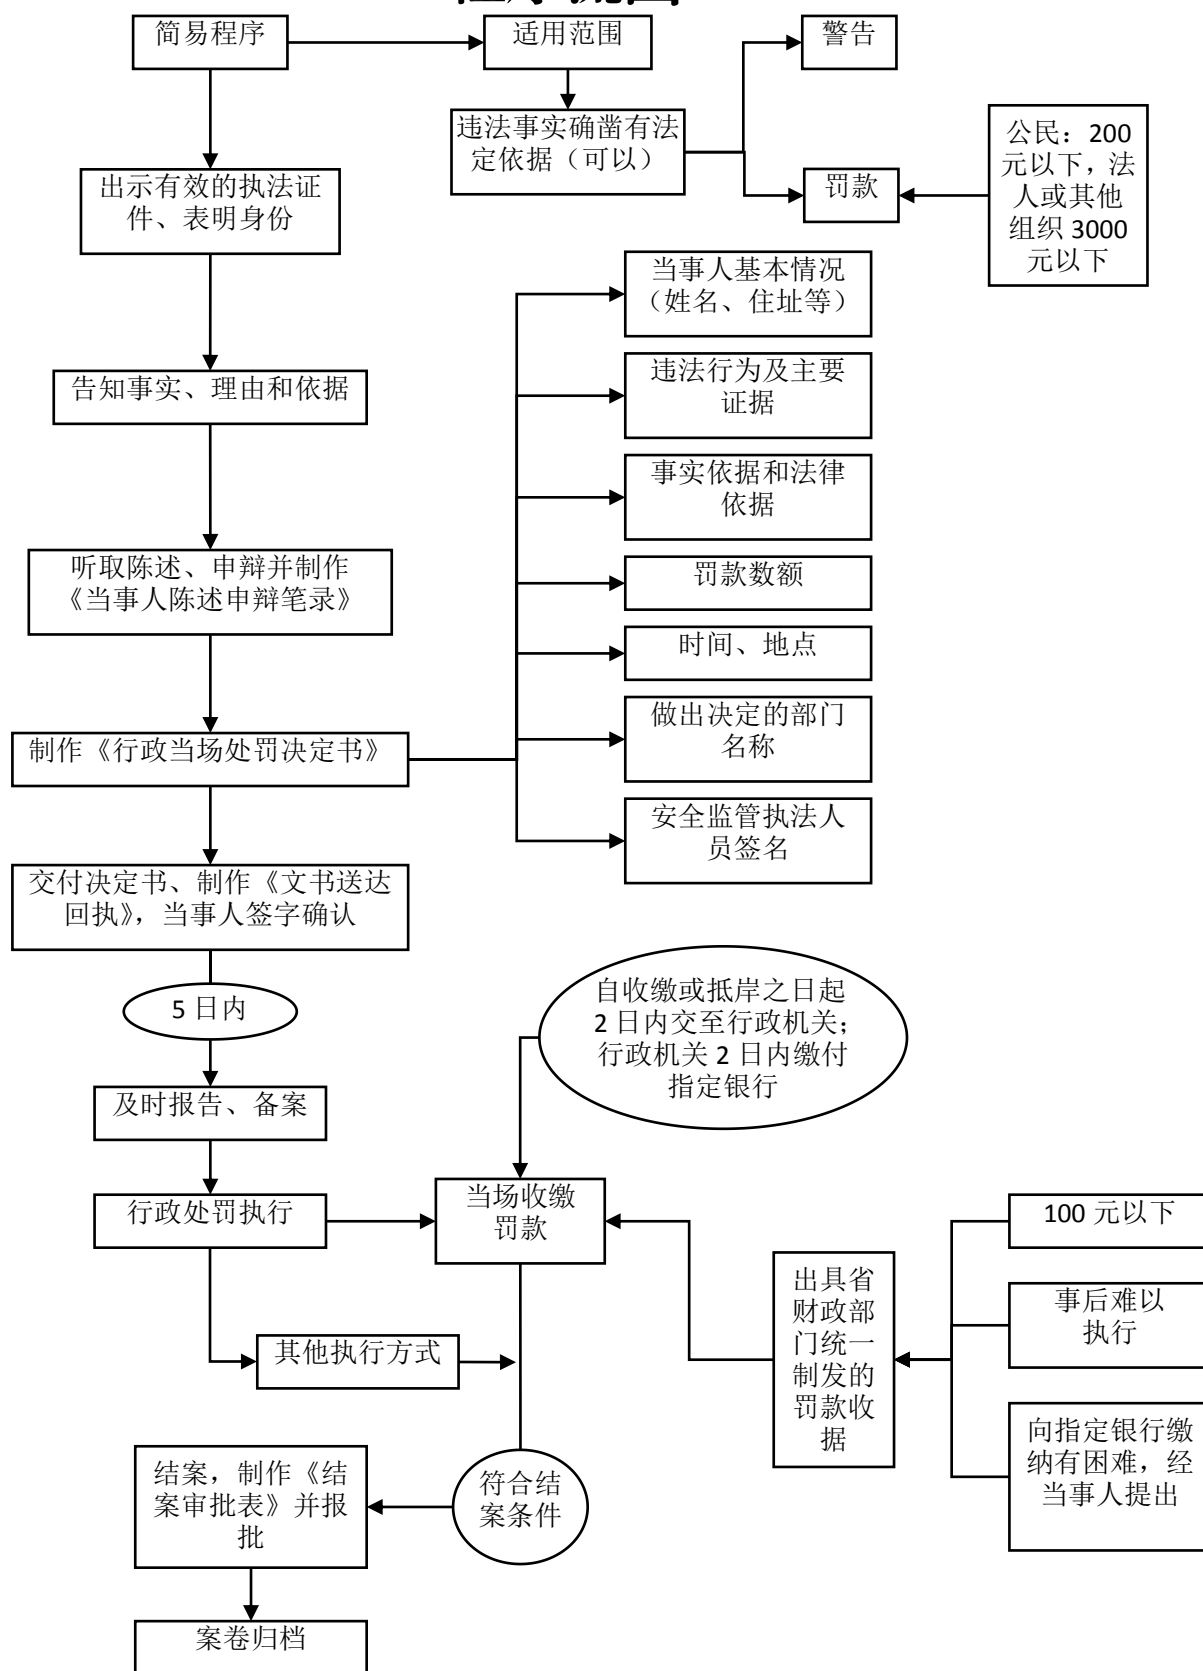 简易程序
适用范围
警告
违法事实确凿有法
定依据（可以）
罚款
公民：200
元以下，法
人或其他
组织 3000
元以下
出示有效的执法证
件、表明身份
告知事实、理由和依据
听取陈述、申辩并制作
《当事人陈述申辩笔录》
制作《行政当场处罚决定书》
当事人基本情况
（姓名、住址等）
违法行为及主要
证据
事实依据和法律
依据
罚款数额
时间、地点
做出决定的部门
名称
安全监管执法人
员签名
交付决定书、制作《文书送达
回执》，当事人签字确认
5 日内
及时报告、备案
行政处罚执行
自收缴或抵岸之日起
2 日内交至行政机关；
行政机关 2 日内缴付
指定银行
当场收缴
罚款
其他执行方式
出具省
财政部
门统一
制发的
罚款收
据
100 元以下
事后难以
执行
向指定银行缴
纳有困难，经
当事人提出
符合结
案条件
结案，制作《结
案审批表》并报
批
案卷归档